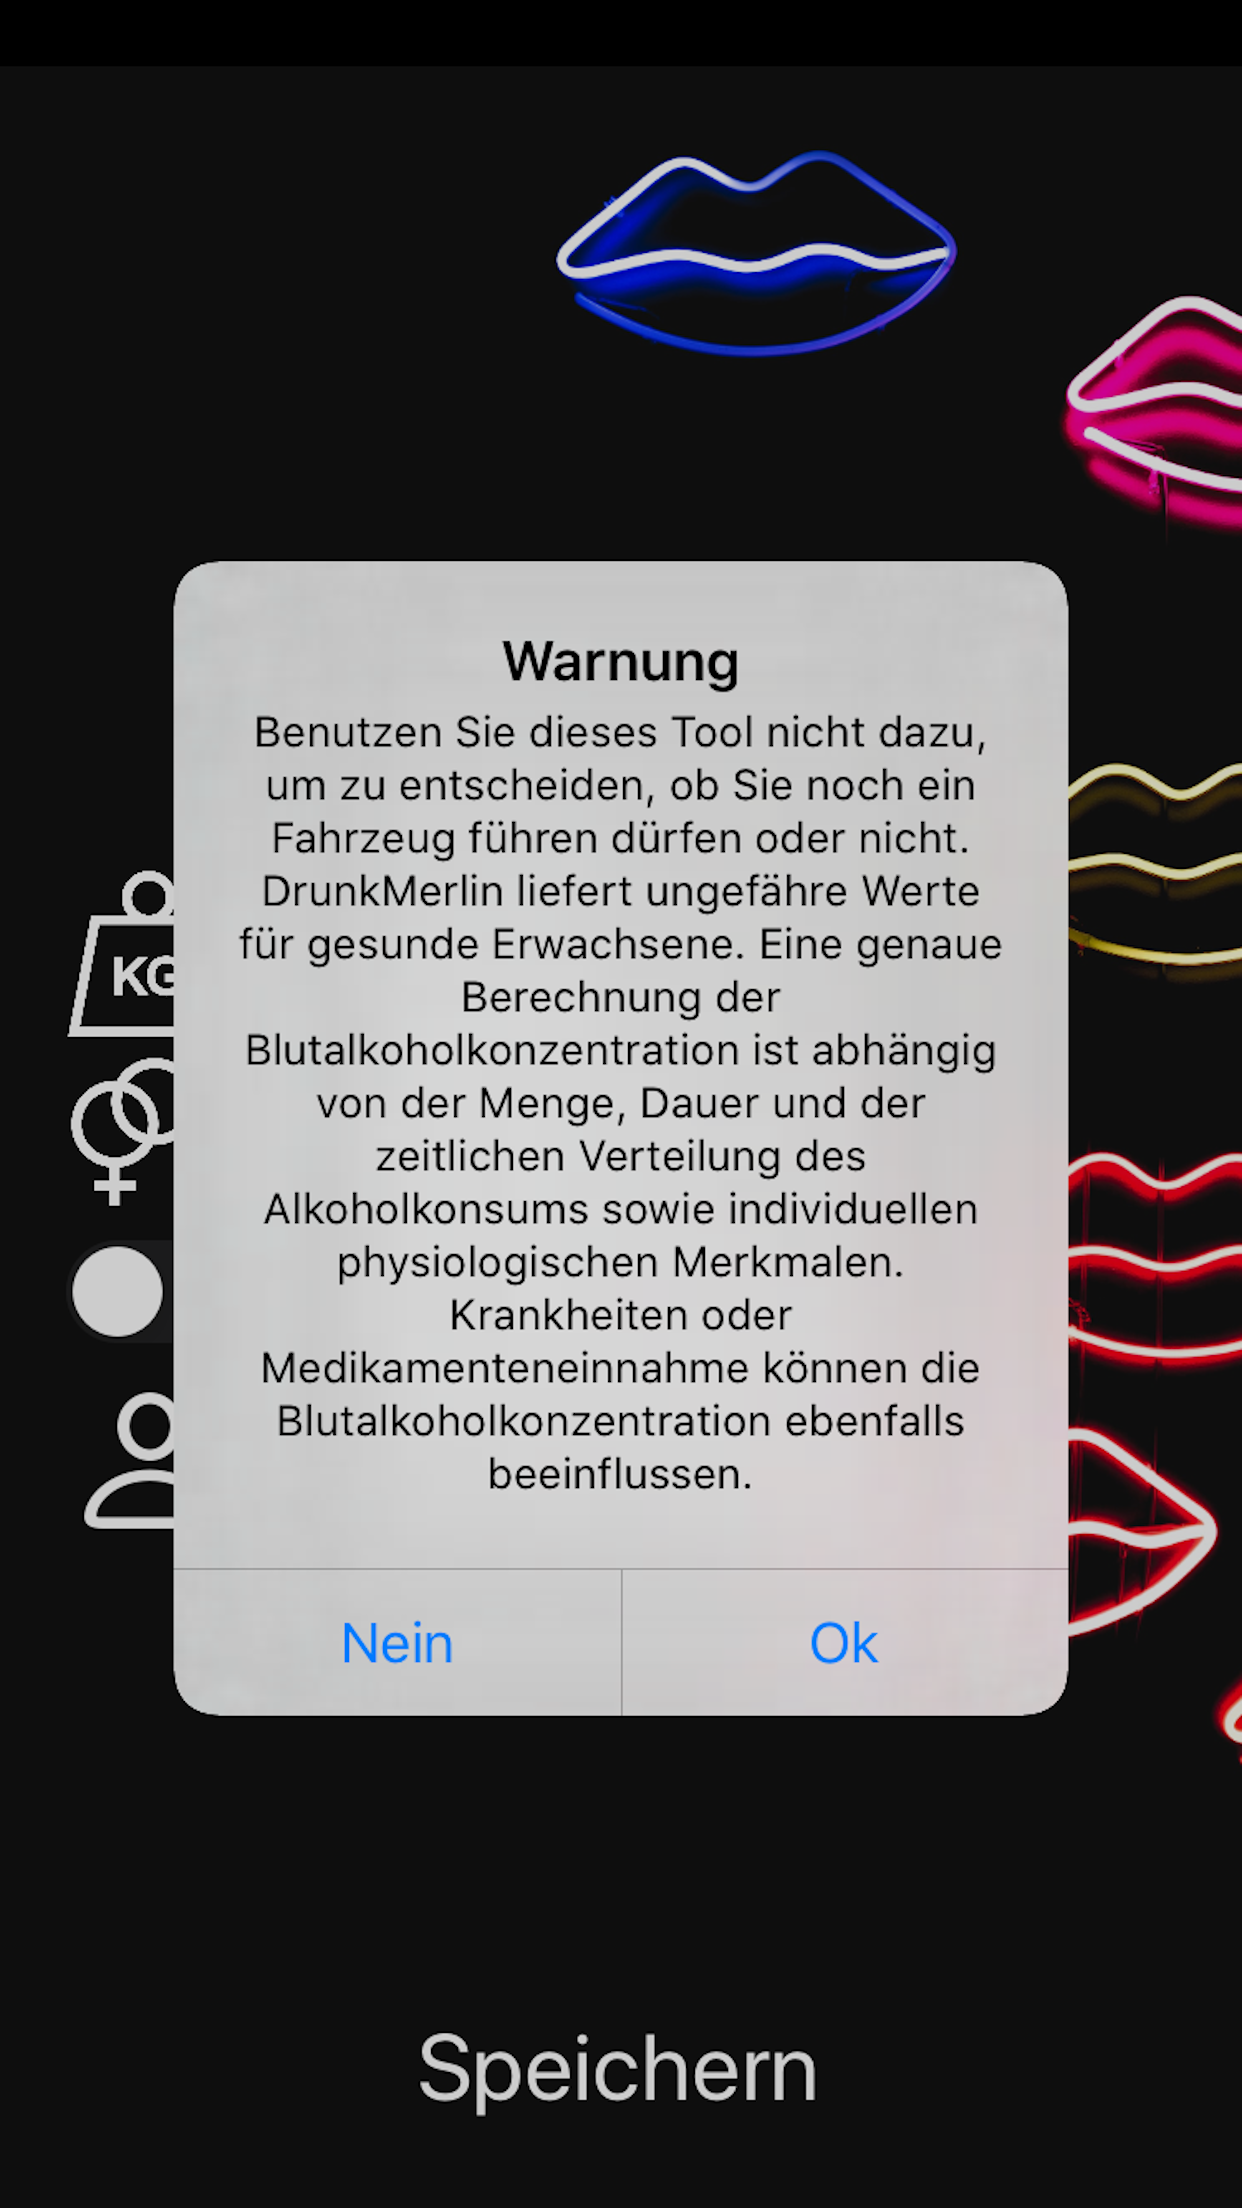 Warnung
Benutzen Sie dieses Tool nicht dazu,
um zu entscheiden, ob Sie noch ein
Fahrzeug führen dürfen oder nicht.
DrunkMerlin liefert ungefähre Werte
für gesunde Erwachsene. Eine genaue
Berechnung der
Blutalkoholkonzentration ist abhängig
von der Menge, Dauer und der
zeitlichen Verteilung des
Alkoholkonsums sowie individuellen
physiologischen Merkmalen.
Krankheiten oder
Medikamenteneinnahme können die
Blutalkoholkonzentration ebenfalls
beeinflussen.
KG
Nein
Ok
Speichern